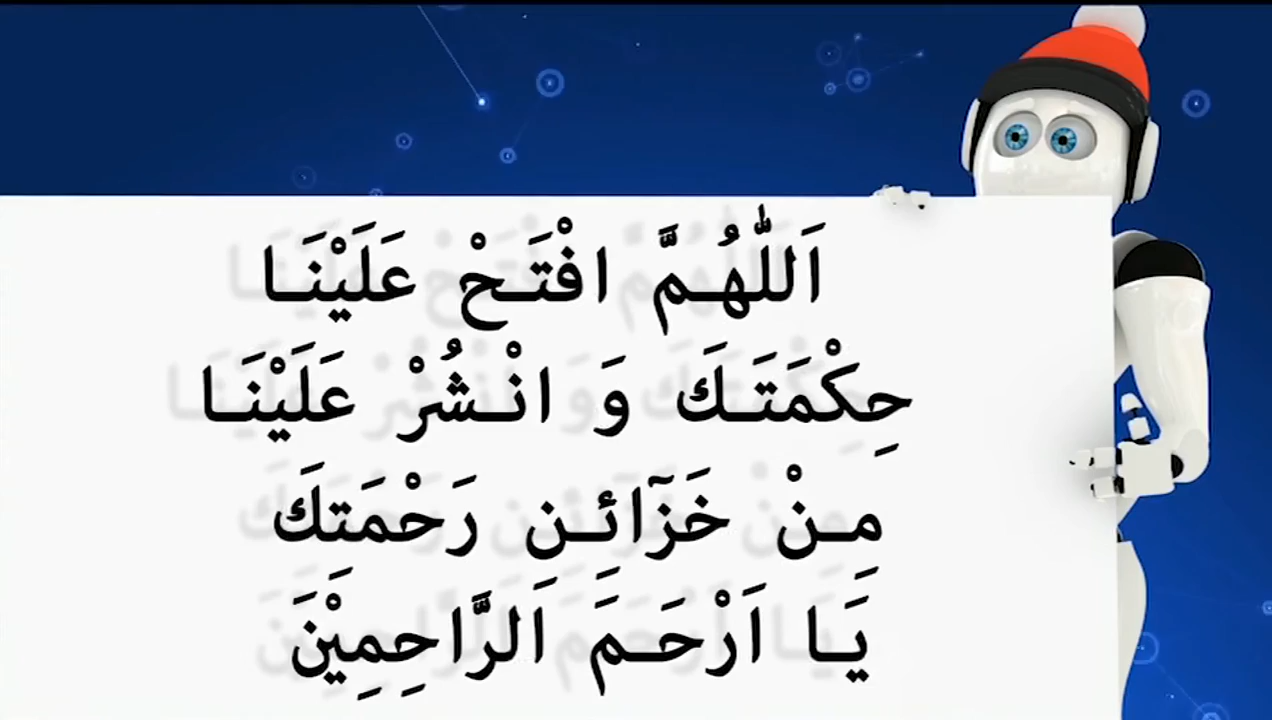 اَللّٰهُمَّ افْتَحْ عَلَيْنَا
حِكْمَتَكَ وَ انْشُرْ عَلَيْنَا
مِنْ خَزَآئِنِ رَحْمَتِكَ
يَا اَرْحَمَ اَلرَّاحِمِيْنَ